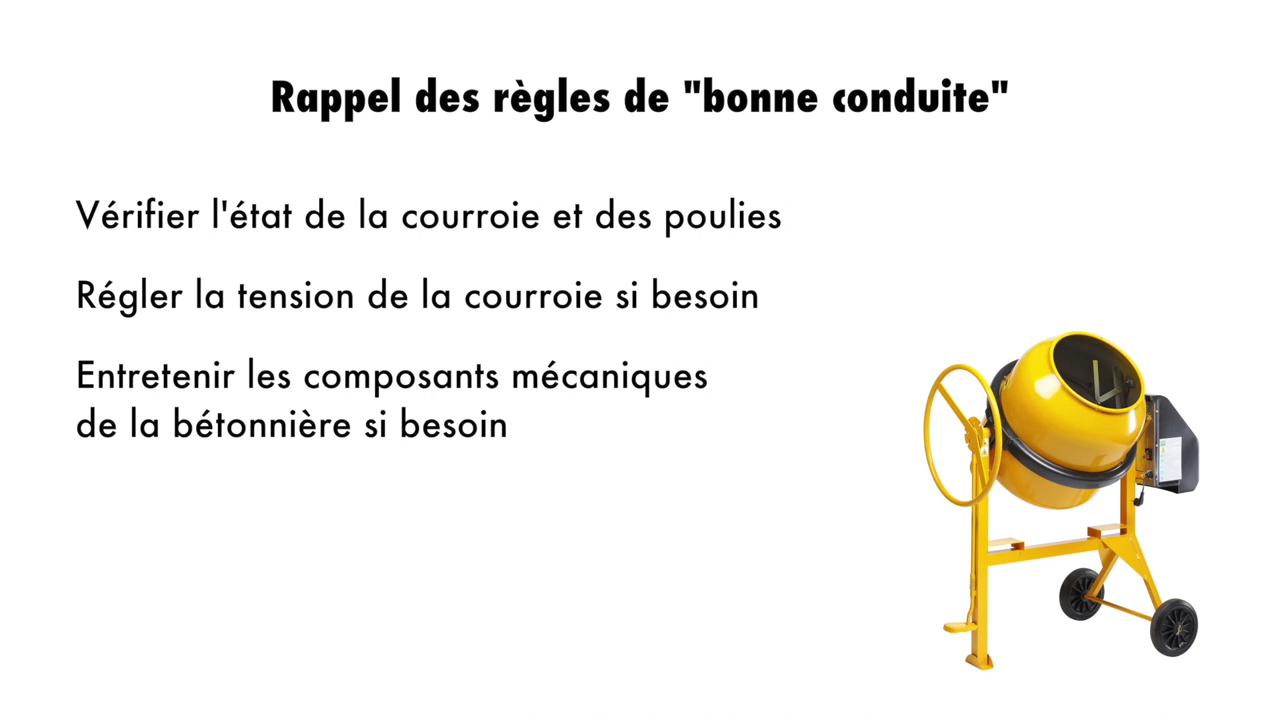 Rappel des règles de "bonne conduite"
Vérifier l'état de la courroie et des poulies
Régler la tension de la courroie si besoin
Entretenir les composants mécaniques
de la bétonnière si besoin